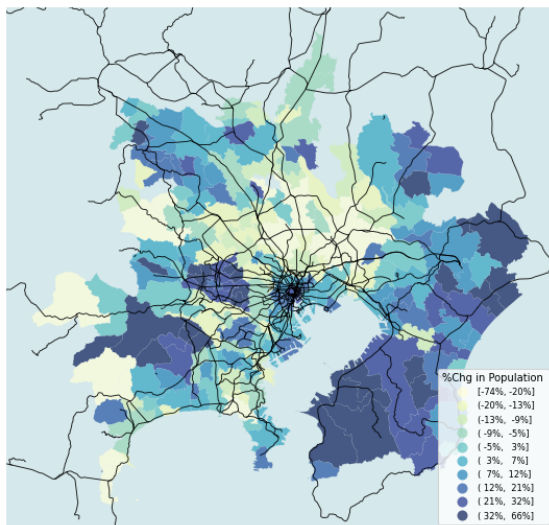 %Chg in Population
[-74%, -20%]
(-20%, -13%]
(-13%, -9%]
( -9%, -5%]
( -5%, 3%]
( 3%, 7%]
( 7%, 12%]
( 12%, 21%]
( 21%, 32%]
( 32%, 66%]